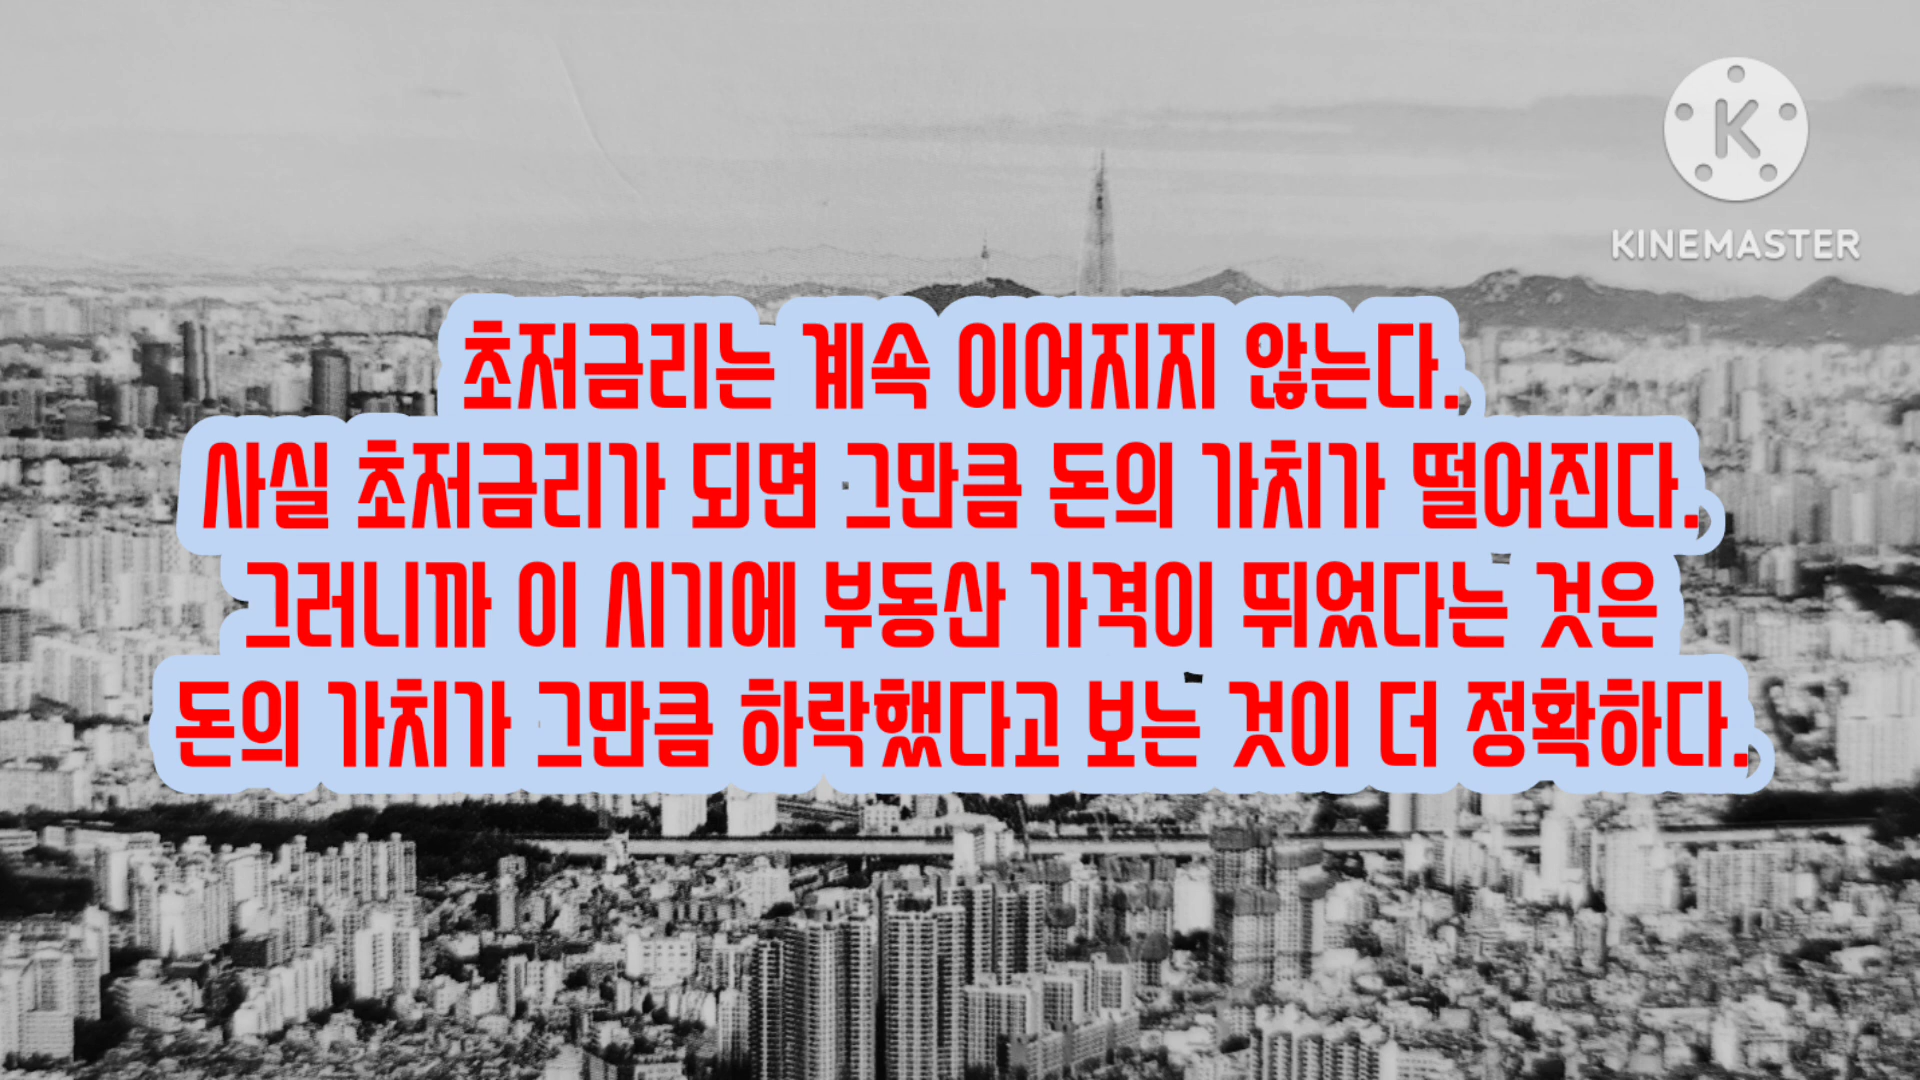 KINEMASTER
초저금리는 계속 이어지지 않는다.
사실 초저금리가 되면 그만큼 돈의 가치가 떨어진다.
그러니까 이 시기에 부동산 가격이 뛰었다는 것은
돈의 가치가 그만큼 하락했다고 보는 것이 더 정확하다.